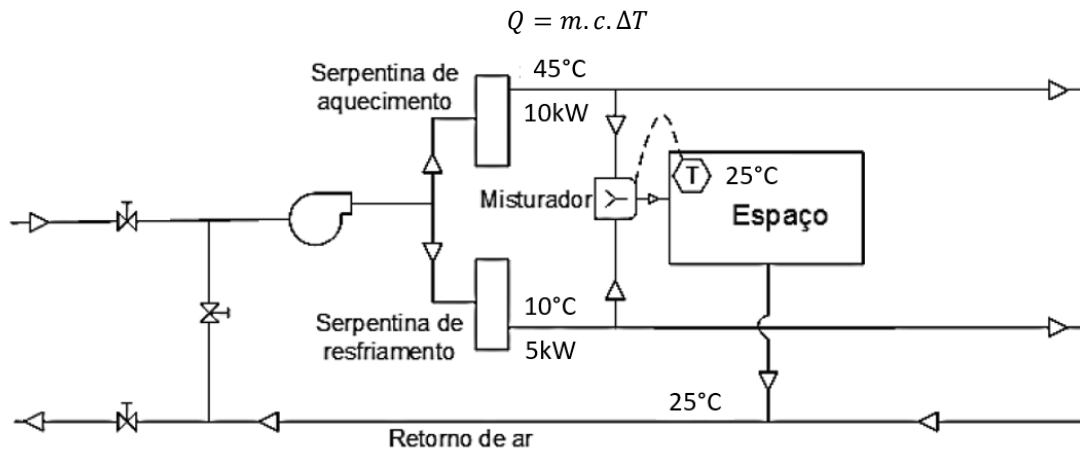 Q = m.c.ΔT
Serpentina de
aquecimento
45°C
10kW
T
25°C
Misturador
Espaço
Serpentina de
resfriamento
10°C
5kW
25°C
Retorno de ar